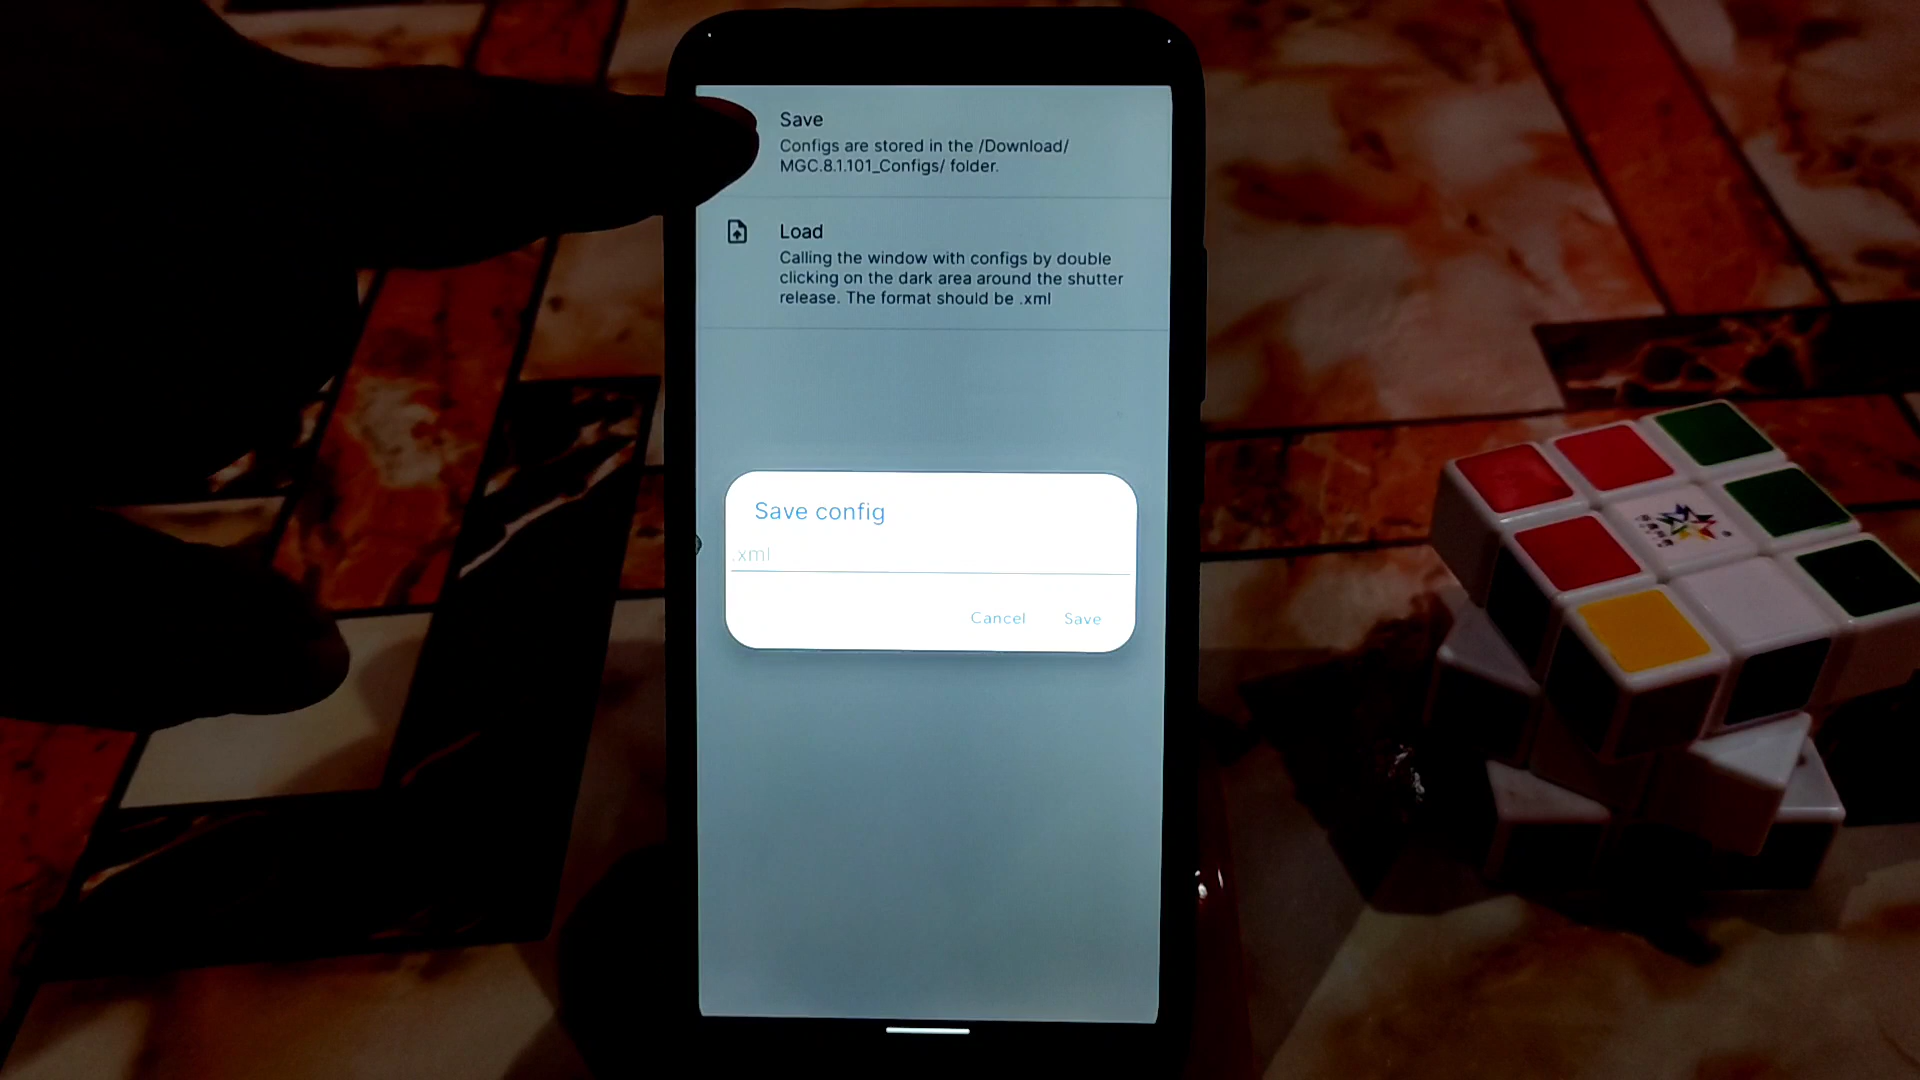 Save
Configs are stored in the /Download/
MGC.8.1.101_Configs/ folder.
Load
Calling the window with configs by double
clicking on the dark area around the shutter
release. The format should be .xml
Save config
.xml
Cancel Save